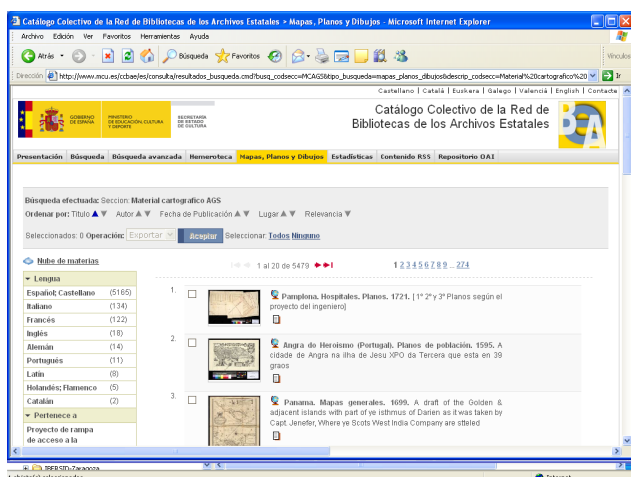 Catálogo Colectivo de la Red de Bibliotecas de los Archivos Estatales > Mapas, Planos y Dibujos - Microsoft Internet Explorer
Archivo Edición Ver Favoritos Herramientas Ayuda
Atrás Búsqueda Favoritos
Vínculos
Dirección http://www.mcu.es/ccbae/es/consulta/resultados_busqueda.cmd?busq_codsecc=MCAGS&tipo_busqueda=mapas_planos_dibujos&descrip_codsecc=Material%20cartografico%20 Ir
Castellano | Català | Euskera | Galego | Valencià | English | Contacte
GOBIERNO DE ESPAÑA
MINISTERIO DE EDUCACIÓN, CULTURA Y DEPORTE
SECRETARÍA DE ESTADO DE CULTURA
Catálogo Colectivo de la Red de
Bibliotecas de los Archivos Estatales
Presentación Búsqueda Búsqueda avanzada Hemeroteca Mapas, Planos y Dibujos Estadísticas Contenido RSS Repositorio OAI
Búsqueda efectuada: Seccion: Material cartografico AGS
Ordenar por: Título ▲▼ Autor ▲▼ Fecha de Publicación ▲▼ Lugar ▲▼ Relevancia ▼
Seleccionados: 0 Operación: Exportar Aceptar Seleccionar: Todos Ninguno
Nube de materias
1 al 20 de 5479
1 2 3 4 5 6 7 8 9 ... 274
Lengua
Español; Castellano (5165)
Italiano (134)
Francés (122)
Inglés (18)
Alemán (14)
Portugués (11)
Latín (8)
Holandés; Flamenco (5)
Catalán (2)
Pertenece a
Proyecto de rampa
de acceso a la
1. Pamplona. Hospitales. Planos. 1721. [1º 2º y 3º Planos según el
proyecto del ingeniero]
2. Angra do Heroismo (Portugal). Planos de población. 1595. A
cidade de Angra na ilha de Jesu XPO da Tercera que esta en 39
graos
3. Panama. Mapas generales. 1699. A draft of the Golden &
adjacent islands with part of ye isthmus of Darien as it was taken by
Capt. Jenefer, Where ye Scots West India Company are stteled
IBERSID-Zaragoza
Internet